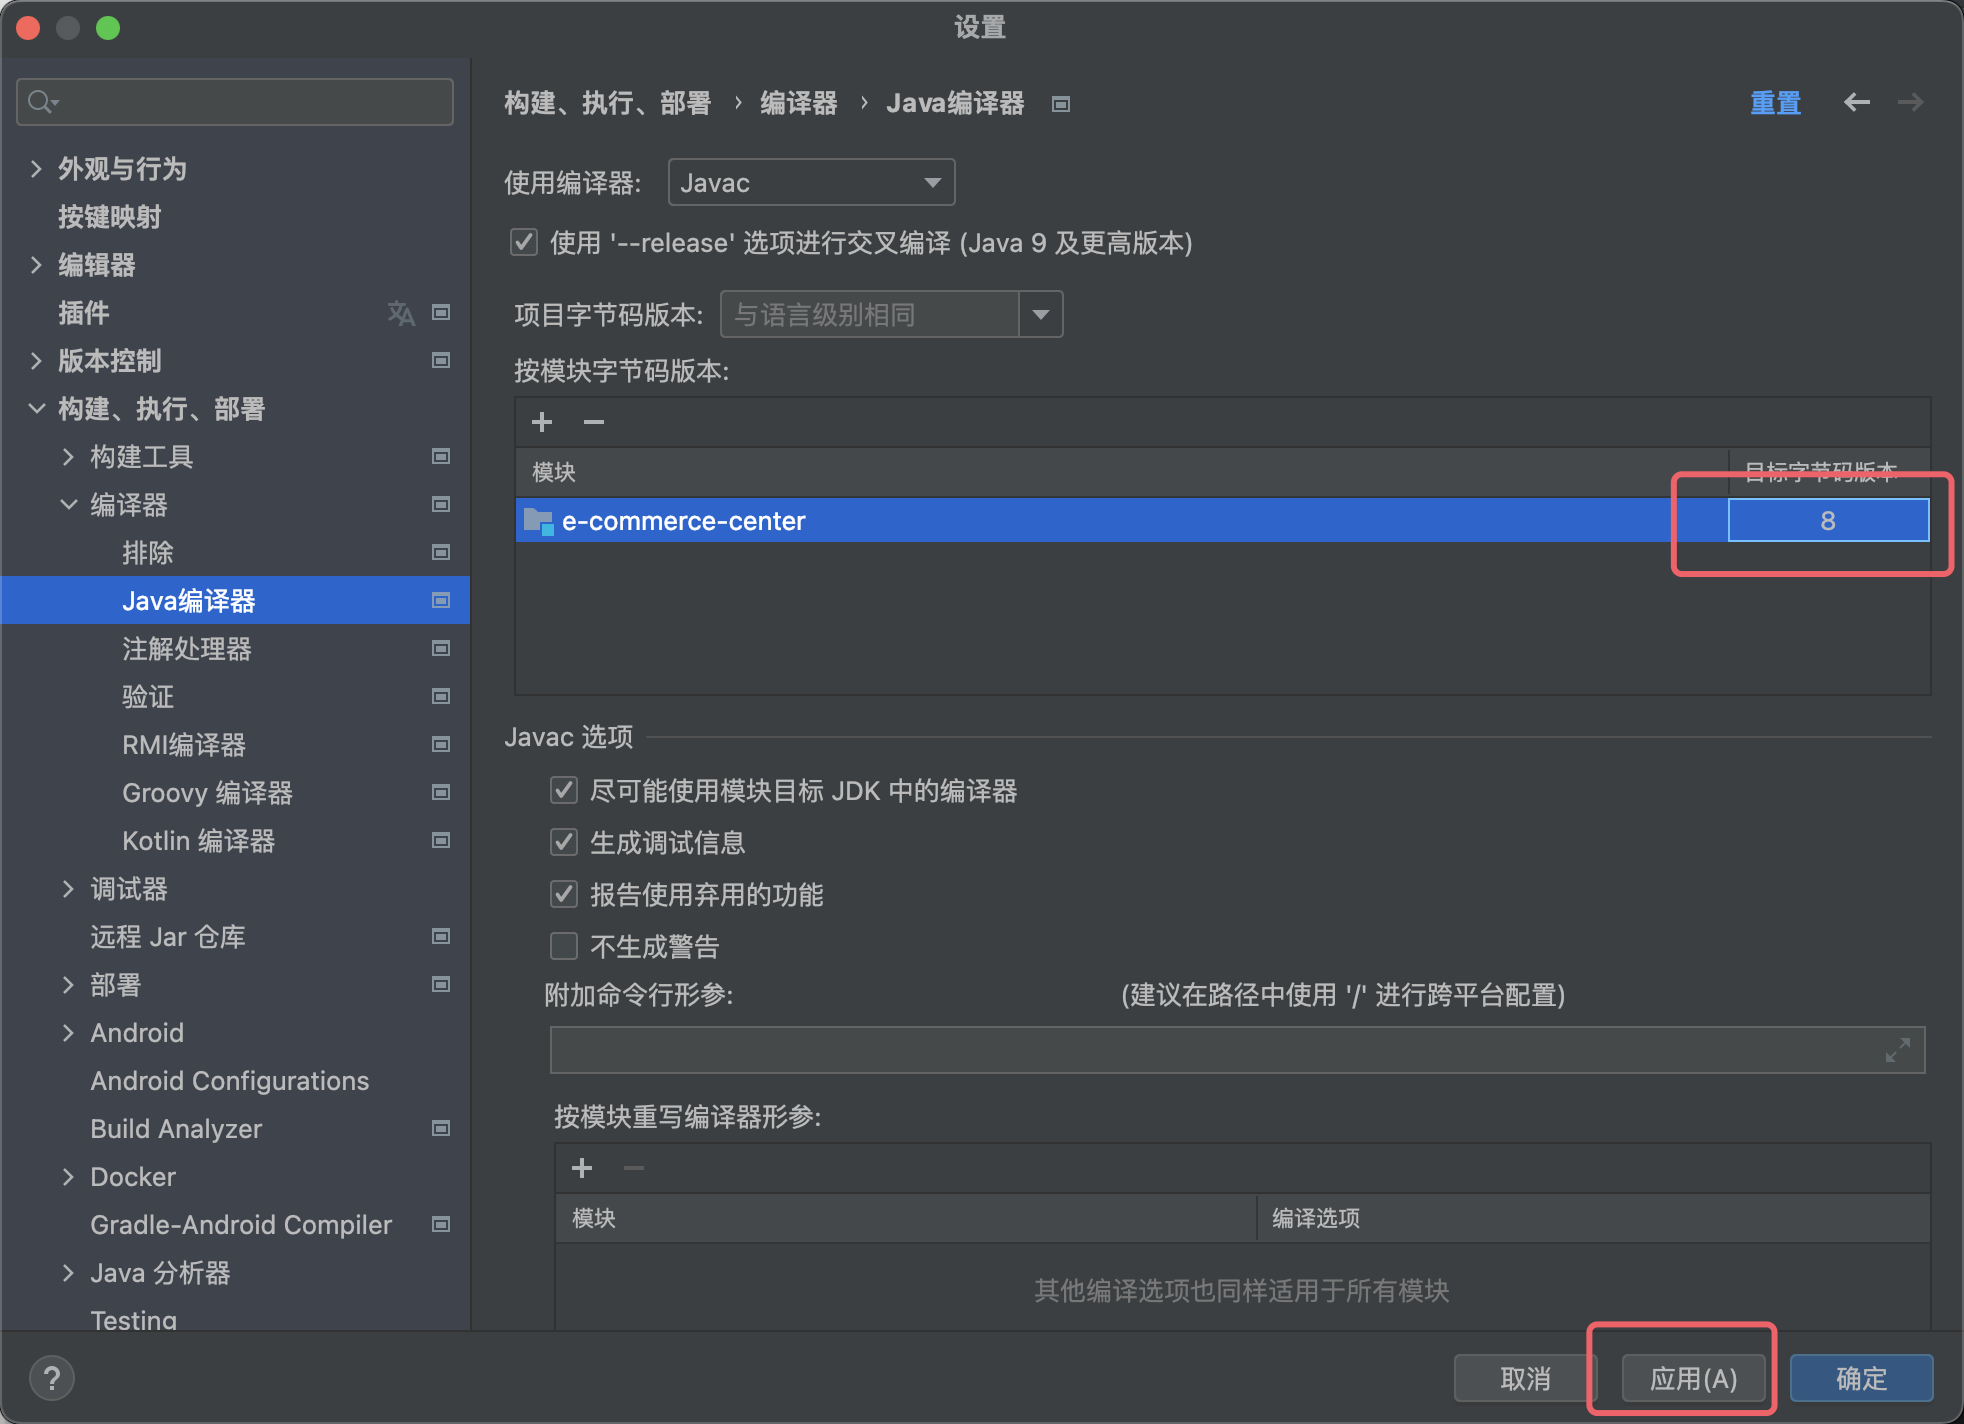 设置
外观与行为
按键映射
编辑器
插件
版本控制
构建、执行、部署
构建工具
编译器
排除
Java编译器
注解处理器
验证
RMI编译器
Groovy 编译器
Kotlin 编译器
调试器
远程 Jar 仓库
部署
Android
Android Configurations
Build Analyzer
Docker
Gradle-Android Compiler
Java 分析器
Testing
构建、执行、部署 › 编译器 › Java编译器
重置
使用编译器: Javac
使用 '--release' 选项进行交叉编译 (Java 9 及更高版本)
项目字节码版本: 与语言级别相同
按模块字节码版本:
模块 目标字节码版本
e-commerce-center 8
Javac 选项
尽可能使用模块目标 JDK 中的编译器
生成调试信息
报告使用弃用的功能
不生成警告
附加命令行形参: (建议在路径中使用 '/' 进行跨平台配置)
按模块重写编译器形参:
模块 编译选项
其他编译选项也同样适用于所有模块
? 取消 应用(A) 确定